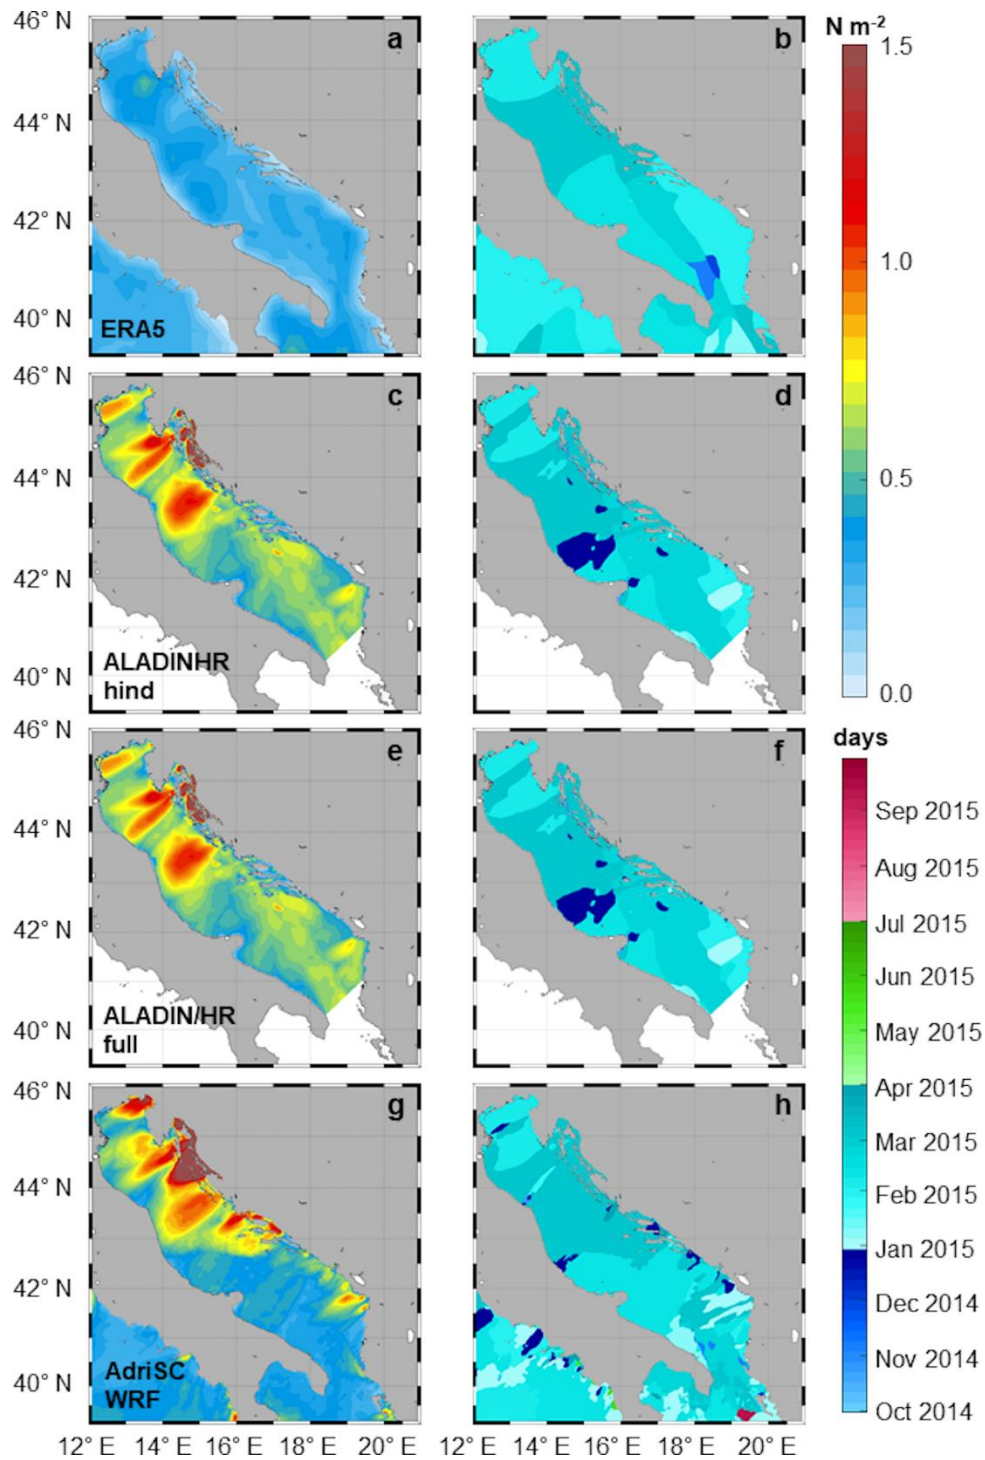 46° N
44° N
42° N
40° N
a
ERA5
b
N m-2
1.5
1.0
0.5
0.0
46° N
44° N
42° N
40° N
c
ALADINHR
hind
d
46° N
44° N
42° N
40° N
e
ALADIN/HR
full
f
days
Sep 2015
Aug 2015
Jul 2015
Jun 2015
May 2015
Apr 2015
Mar 2015
Feb 2015
Jan 2015
Dec 2014
Nov 2014
Oct 2014
46° N
44° N
42° N
40° N
g
AdriSC
WRF
h
12° E 14° E 16° E 18° E 20° E
12° E 14° E 16° E 18° E 20° E